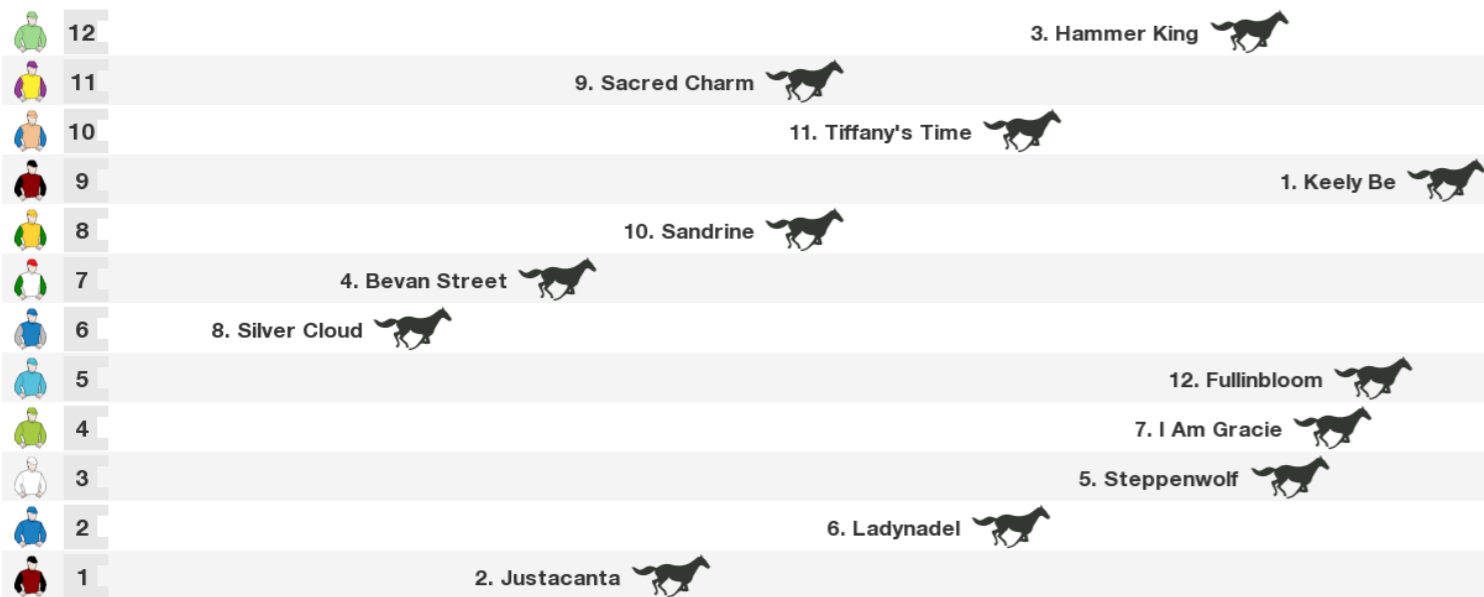 12 3. Hammer King
11 9. Sacred Charm
10 11. Tiffany's Time
9 1. Keely Be
8 10. Sandrine
7 4. Bevan Street
6 8. Silver Cloud
5 12. Fullinbloom
4 7. I Am Gracie
3 5. Steppenwolf
2 6. Ladynadel
1 2. Justacanta